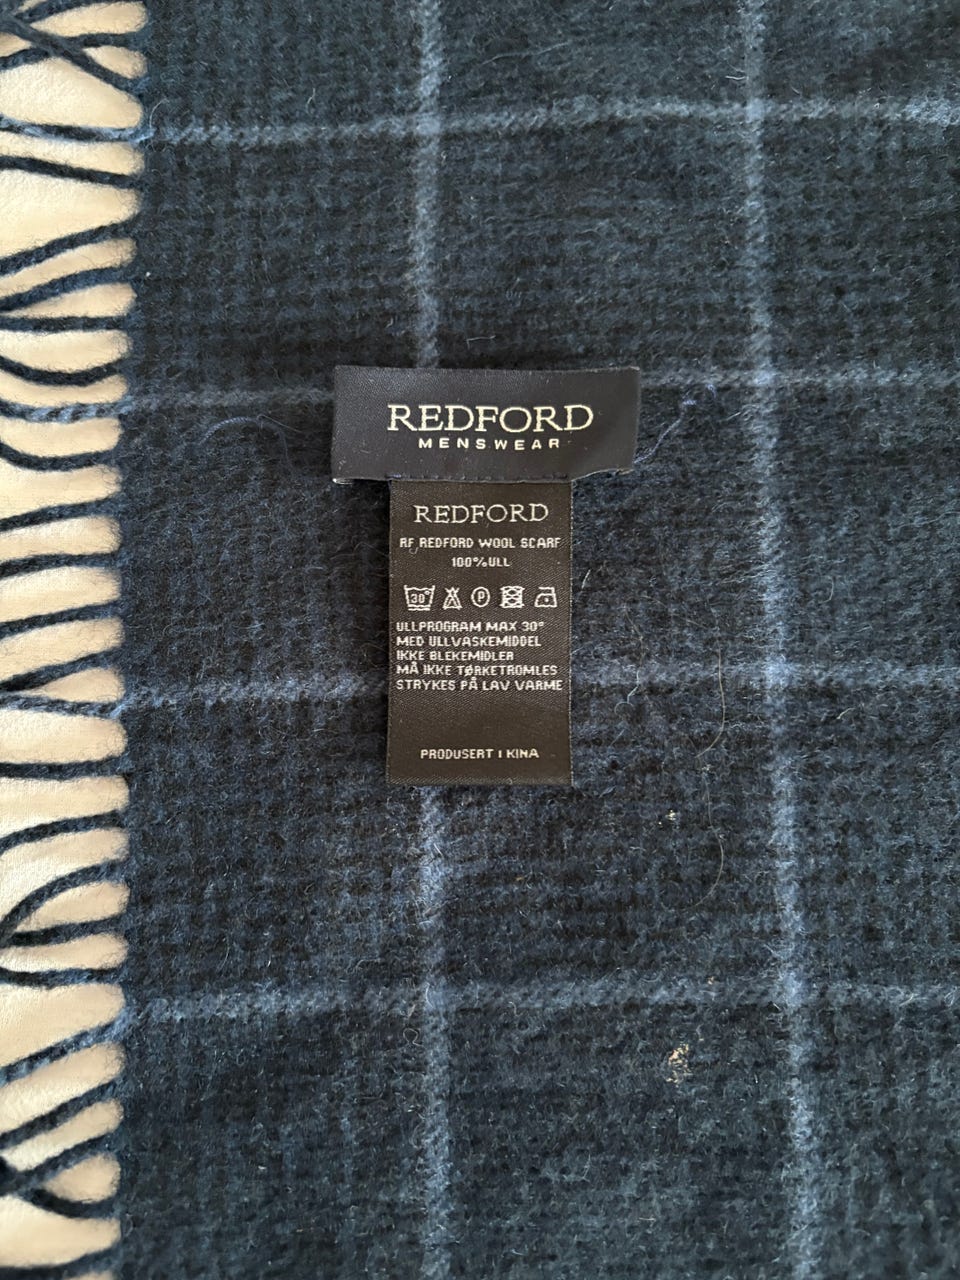 REDFORD
MENSWEAR
REDFORD
RF REDFORD WOOL SCARF
100% ULL
30°
P
ULLPROGRAM MAX 30°
MED ULLVASKEMIDDEL
IKKE BLEKEMIDLER
MÅ IKKE TØRKETROMLES
STRYKES PÅ LAV VARME
PRODUSERT I KINA